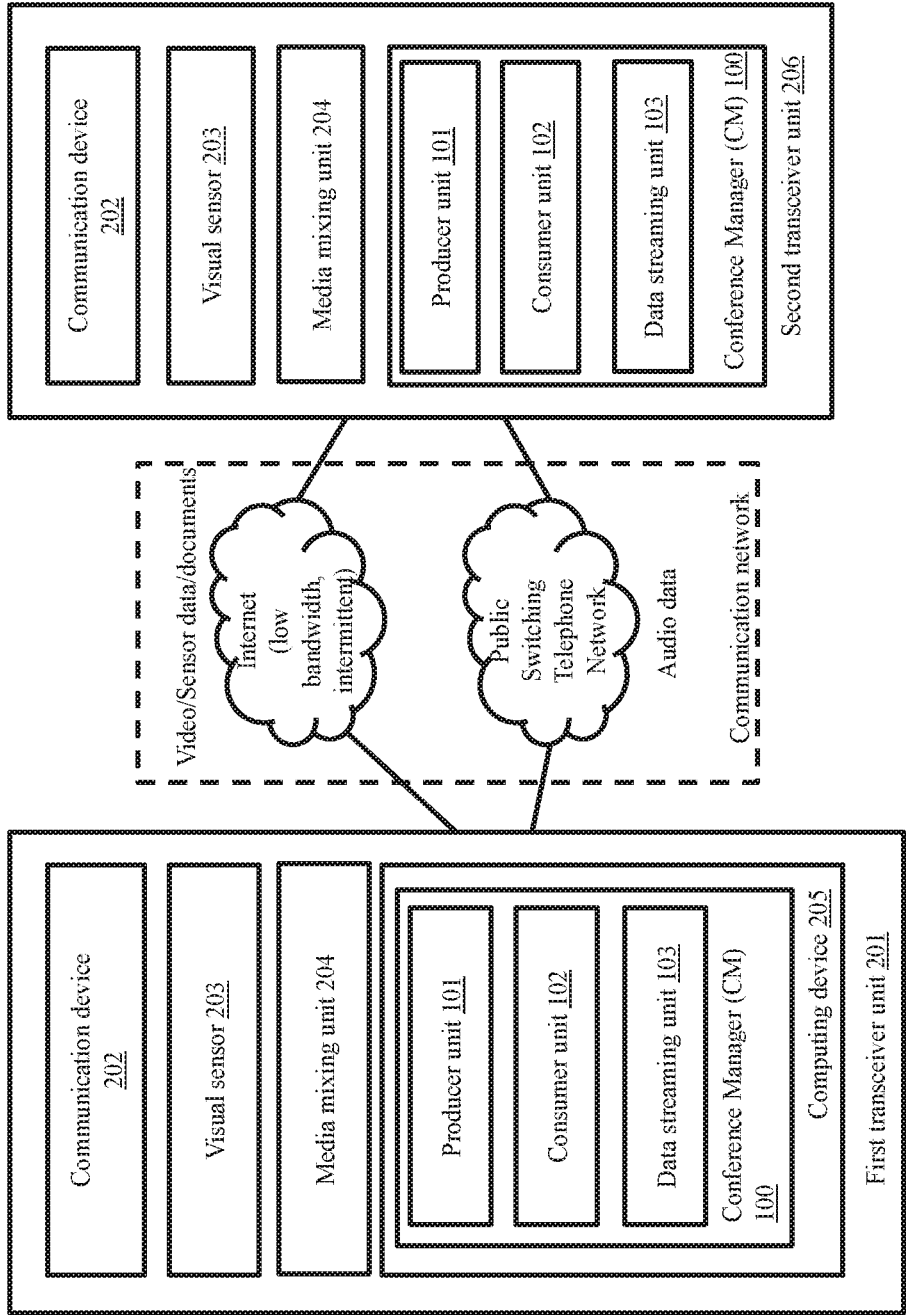 Communication device
202
Visual sensor 203
Media mixing unit 204
Producer unit 101
Consumer unit 102
Data streaming unit 103
Conference Manager (CM)
100
Computing device 205
First transceiver unit 201
Video/Sensor data/documents
Internet
(low
bandwidth,
intermittent)
Public
Switching
Telephone
Network
Audio data
Communication network
Communication device
202
Visual sensor 203
Media mixing unit 204
Producer unit 101
Consumer unit 102
Data streaming unit 103
Conference Manager (CM) 100
Second transceiver unit 206